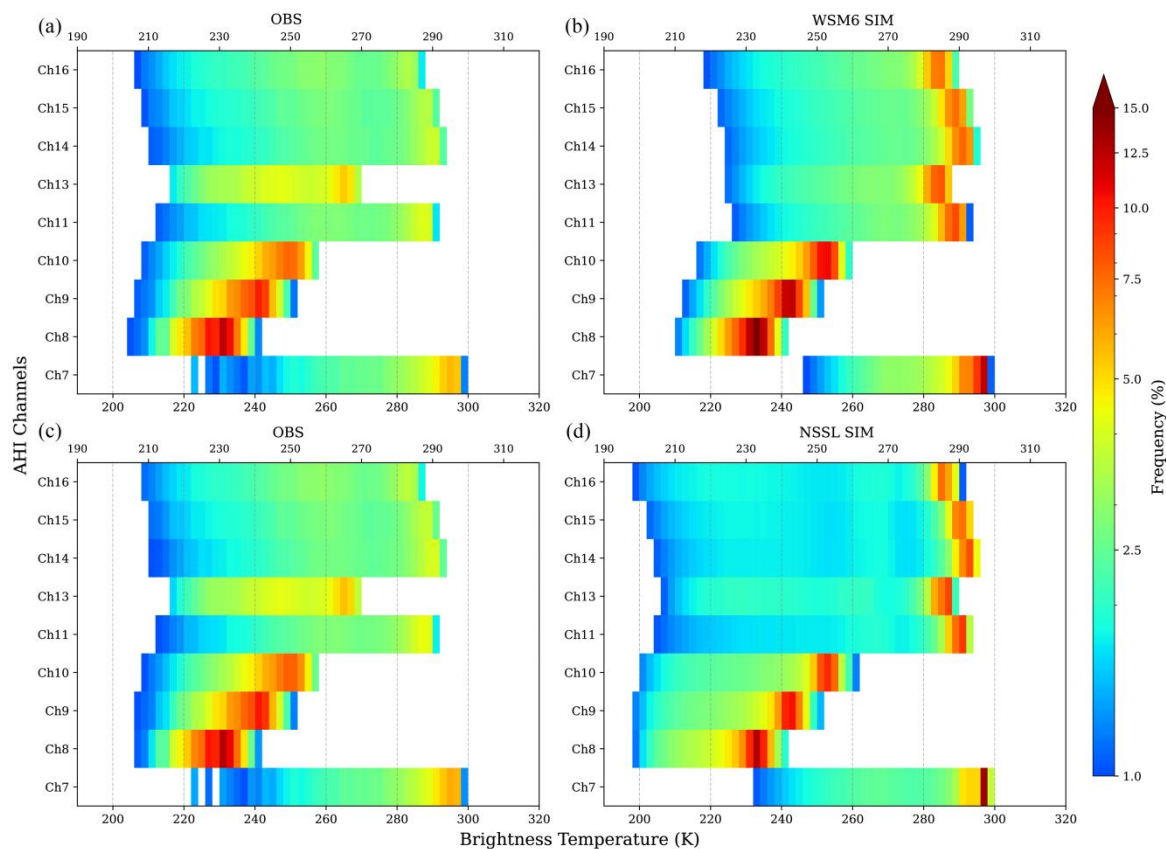 (a) OBS
190 210 230 250 270 290 310
Ch16
Ch15
Ch14
Ch13
Ch11
Ch10
Ch9
Ch8
Ch7
200 220 240 260 280 300 320
(b) WSM6 SIM
190 210 230 250 270 290 310
Ch16
Ch15
Ch14
Ch13
Ch11
Ch10
Ch9
Ch8
Ch7
200 220 240 260 280 300 320
AHI Channels
(c) OBS
190 210 230 250 270 290 310
Ch16
Ch15
Ch14
Ch13
Ch11
Ch10
Ch9
Ch8
Ch7
200 220 240 260 280 300 320
(d) NSSL SIM
190 210 230 250 270 290 310
Ch16
Ch15
Ch14
Ch13
Ch11
Ch10
Ch9
Ch8
Ch7
200 220 240 260 280 300 320
Brightness Temperature (K)
15.0
12.5
10.0
7.5
5.0
2.5
1.0
Frequency (%)